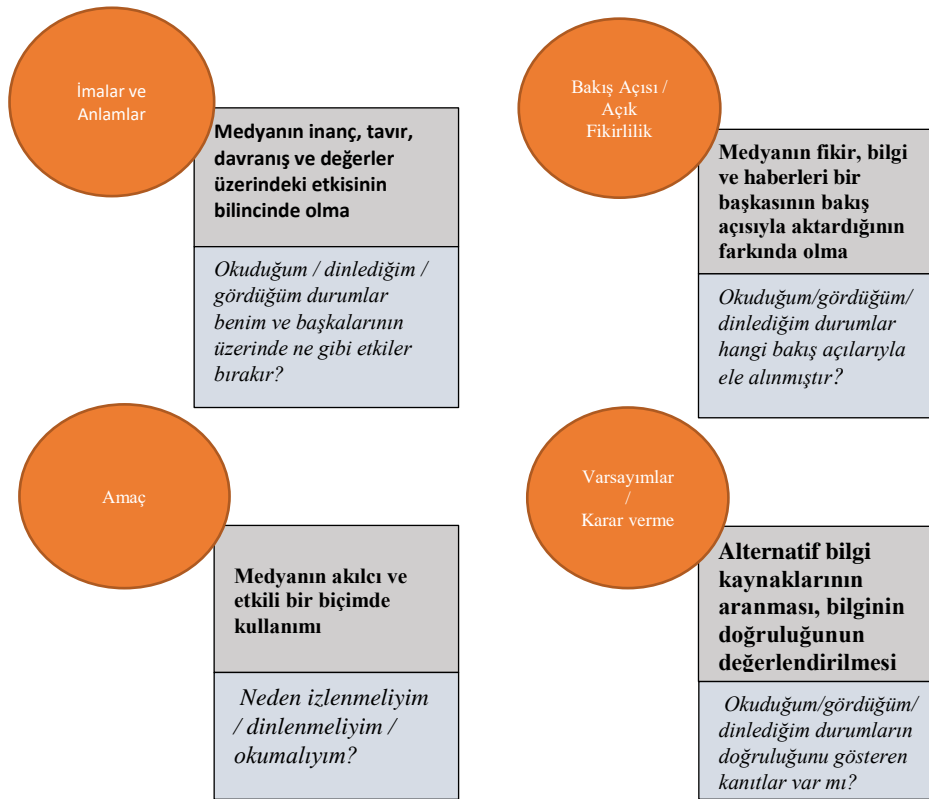 İmalar ve
Anlamlar
Medyanın inanç, tavır,
davranış ve değerler
üzerindeki etkisinin
bilincinde olma
Okuduğum / dinlediğim /
gördüğüm durumlar
benim ve başkalarının
üzerinde ne gibi etkiler
bırakır?
Bakış Açısı /
Açık
Fikirlilik
Medyanın fikir, bilgi
ve haberleri bir
başkasının bakış
açısıyla aktardığının
farkında olma
Okuduğum/gördüğüm/
dinlediğim durumlar
hangi bakış açılarıyla
ele alınmıştır?
Amaç
Medyanın akılcı ve
etkili bir biçimde
kullanımı
Neden izlenmeliyim
/ dinlenmeliyim /
okumalıyım?
Varsayımlar
/
Karar verme
Alternatif bilgi
kaynaklarının
aranması, bilginin
doğruluğunun
değerlendirilmesi
Okuduğum/gördüğüm/
dinlediğim durumların
doğruluğunu gösteren
kanıtlar var mı?